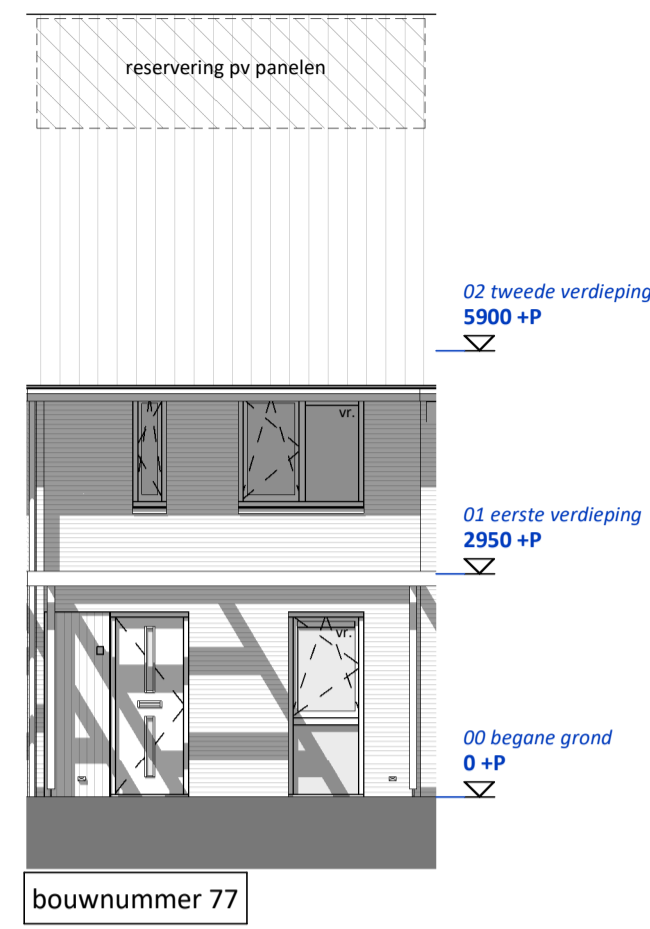 reservering pv panelen
02 tweede verdieping
5900 +P
vr.
01 eerste verdieping
2950 +P
vr.
00 begane grond
0 +P
bouwnummer 77